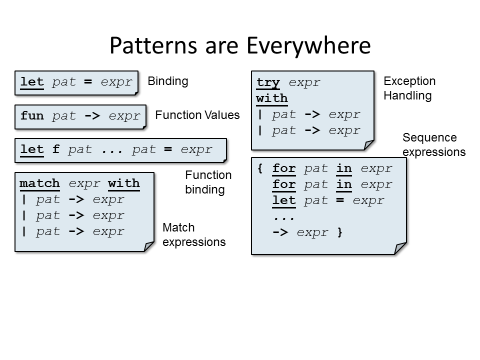 Patterns are Everywhere
let pat = expr
Binding
fun pat -> expr
Function Values
let f pat ... pat = expr
Function
binding
match expr with
| pat -> expr
| pat -> expr
| pat -> expr
Match
expressions
try expr
with
| pat -> expr
| pat -> expr
Exception
Handling
Sequence
expressions
{ for pat in expr
for pat in expr
let pat = expr
...
-> expr }